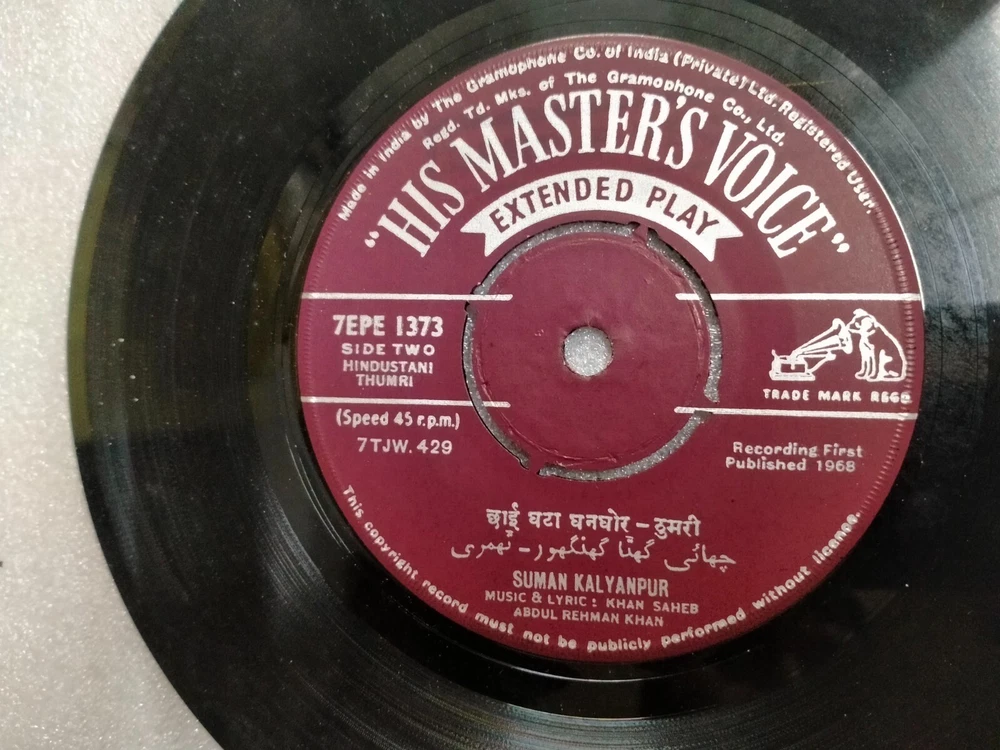 Made in India by The Gramophone Co. of India (Private) Ltd. Registered User.
Regd. Td. Mks. of The Gramophone Co., Ltd.
"HIS MASTER'S VOICE"
EXTENDED PLAY
7EPE 1373
SIDE TWO
HINDUSTANI
THUMRI
(Speed 45 r.p.m.)
7TJW. 429
TRADE MARK REGD
Recording First
Published 1968
छाई घटा घनघोर – ठुमरी
چھائی گھٹا گھنگھور - ٹھمری
SUMAN KALYANPUR
MUSIC & LYRIC : KHAN SAHEB
ABDUL REHMAN KHAN
This copyright record must not be publicly performed without license.